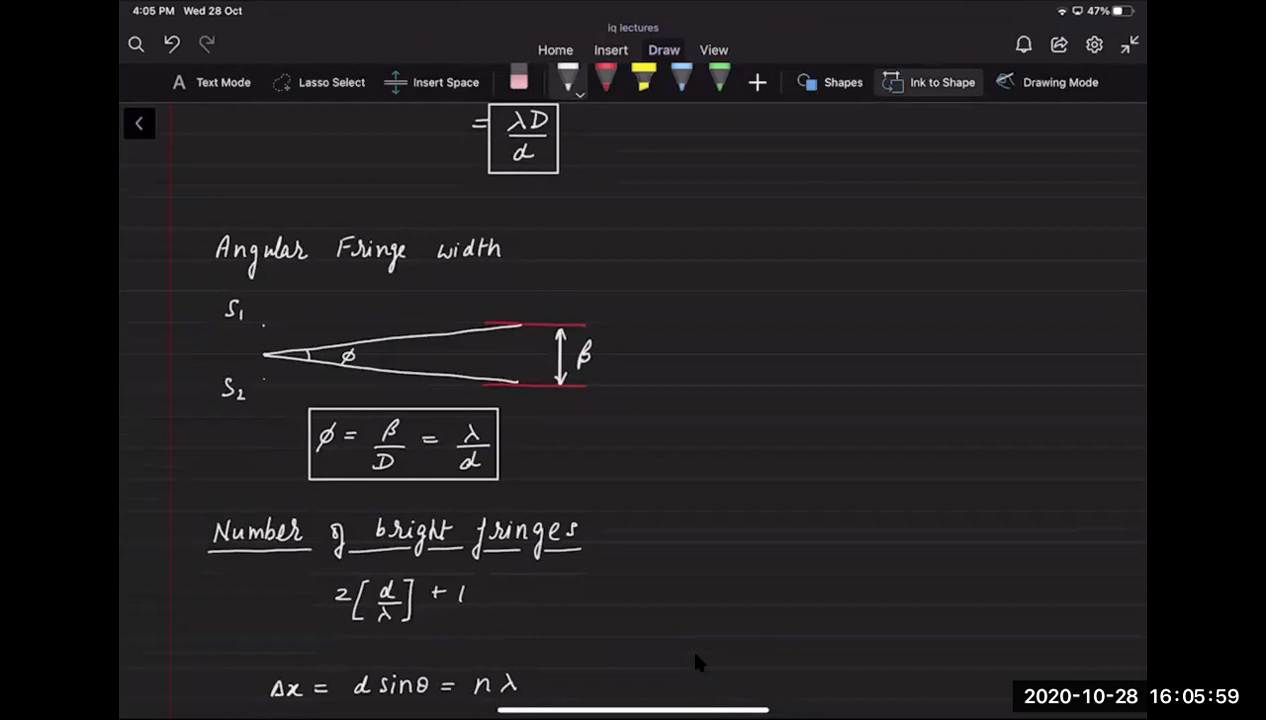 4:05 PM Wed 28 Oct
47%
iq lectures
Home Insert Draw View
Text Mode Lasso Select Insert Space Shapes Ink to Shape Drawing Mode
= λD/d
Angular Fringe width
S₁
ϕ
β
S₂
ϕ = β/D = λ/d
Number of bright fringes
2[d/λ] + 1
Δx = d sinθ = nλ
2020-10-28 16:05:59